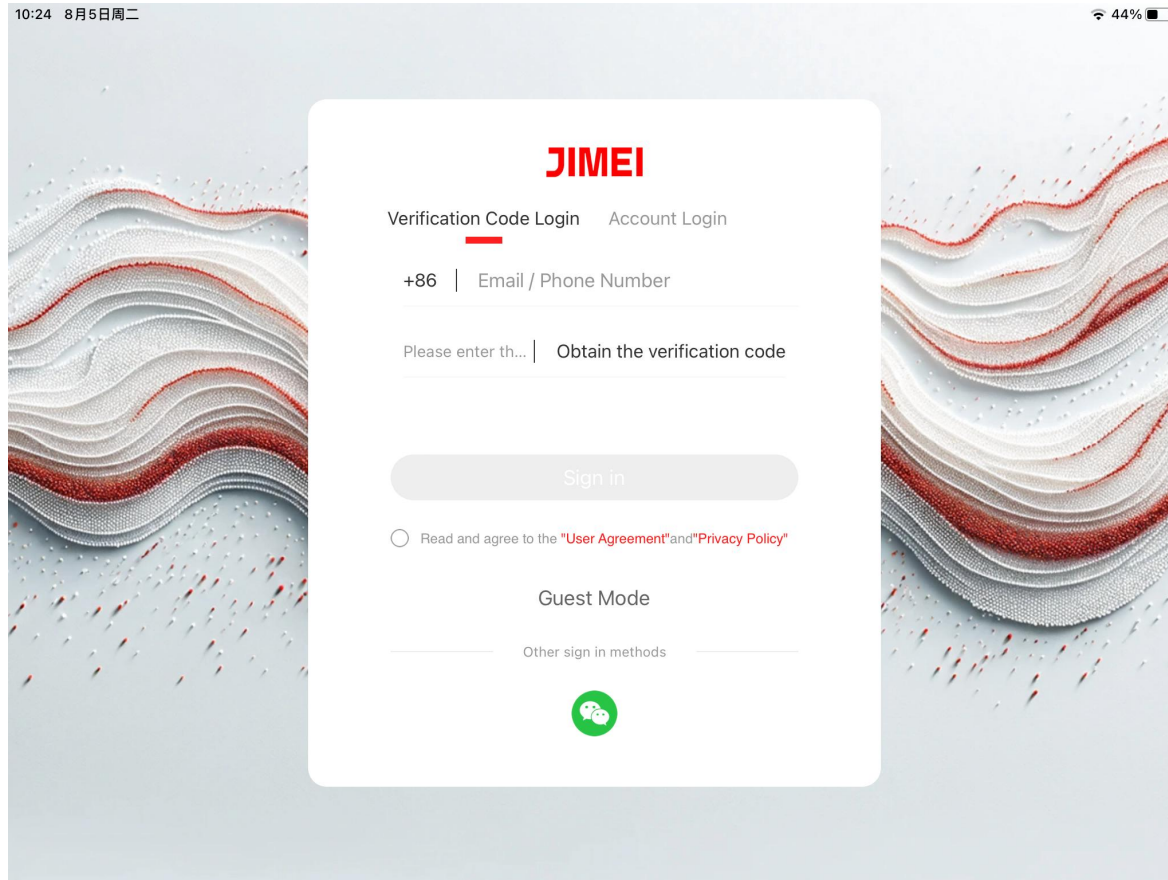 10:24 8月5日周二 44%
JIMEI
Verification Code Login Account Login
+86 Email / Phone Number
Please enter th... Obtain the verification code
Sign in
Read and agree to the "User Agreement"and"Privacy Policy"
Guest Mode
Other sign in methods